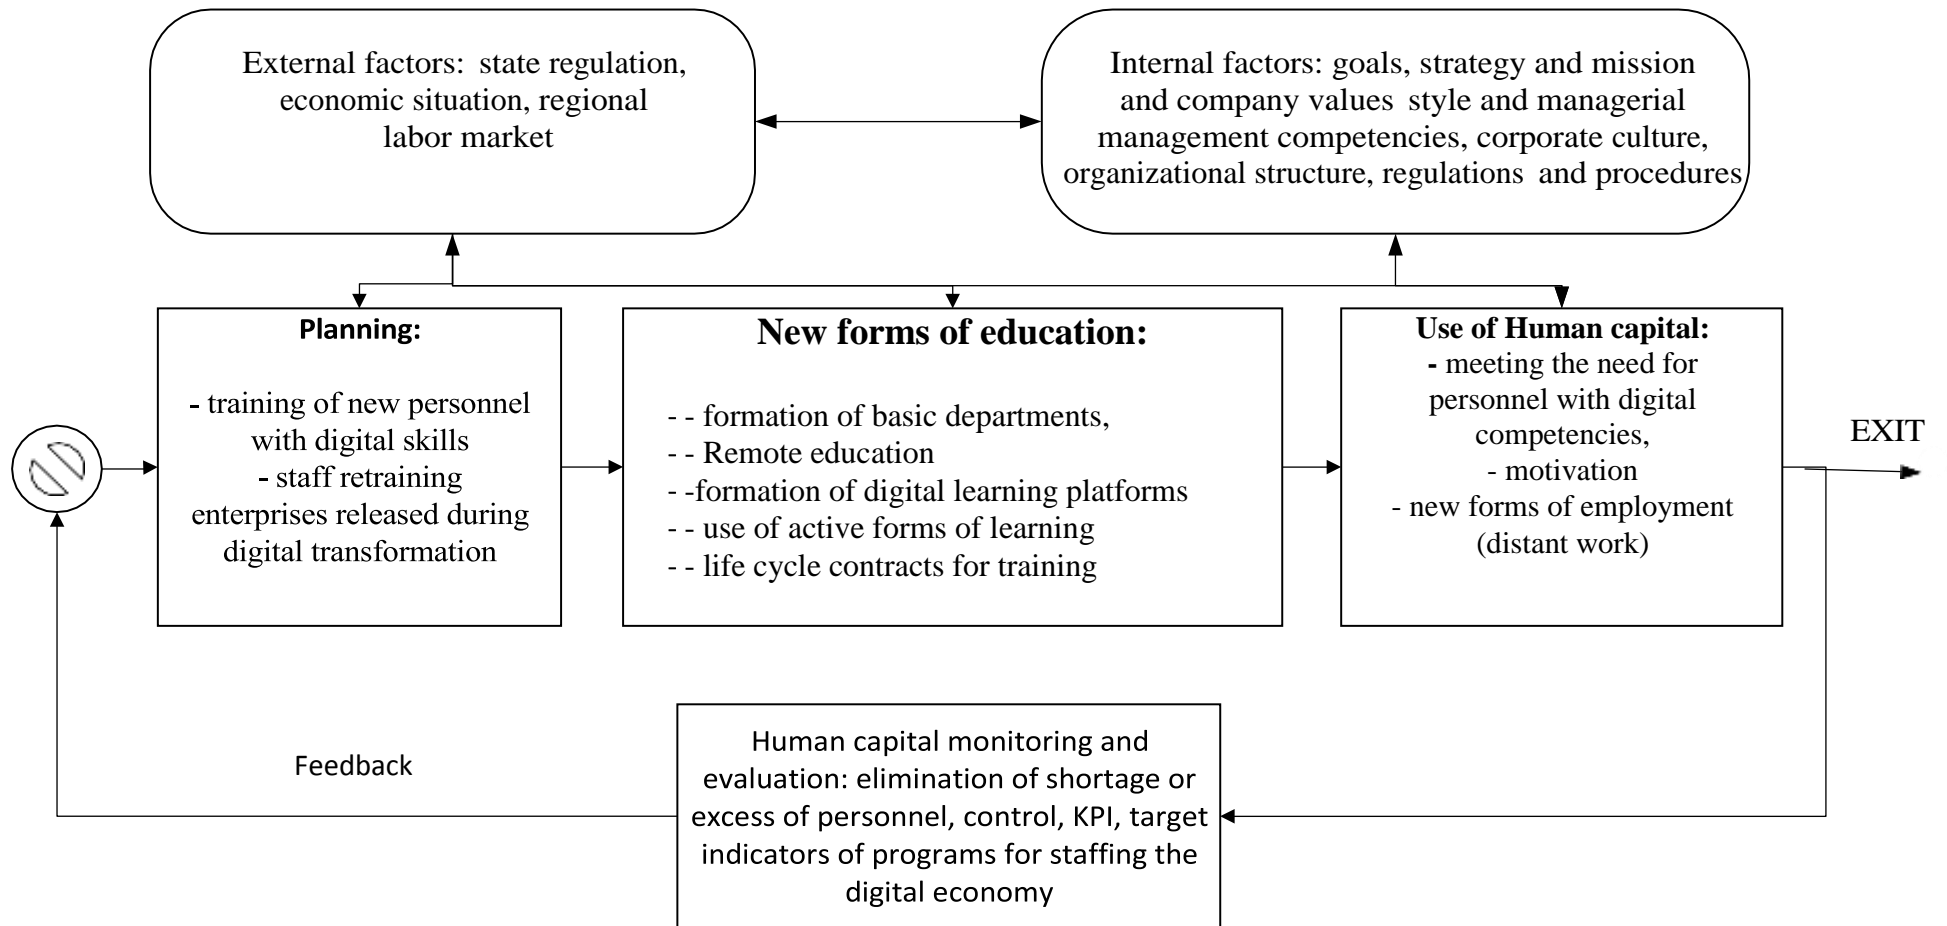 External factors: state regulation,
economic situation, regional
labor market
Internal factors: goals, strategy and mission
and company values style and managerial
management competencies, corporate culture,
organizational structure, regulations and procedures
Planning:
- training of new personnel
with digital skills
- staff retraining
enterprises released during
digital transformation
New forms of education:
- - formation of basic departments,
- - Remote education
- -formation of digital learning platforms
- - use of active forms of learning
- - life cycle contracts for training
Use of Human capital:
- meeting the need for
personnel with digital
competencies,
- motivation
- new forms of employment
(distant work)
EXIT
Feedback
Human capital monitoring and
evaluation: elimination of shortage or
excess of personnel, control, KPI, target
indicators of programs for staffing the
digital economy